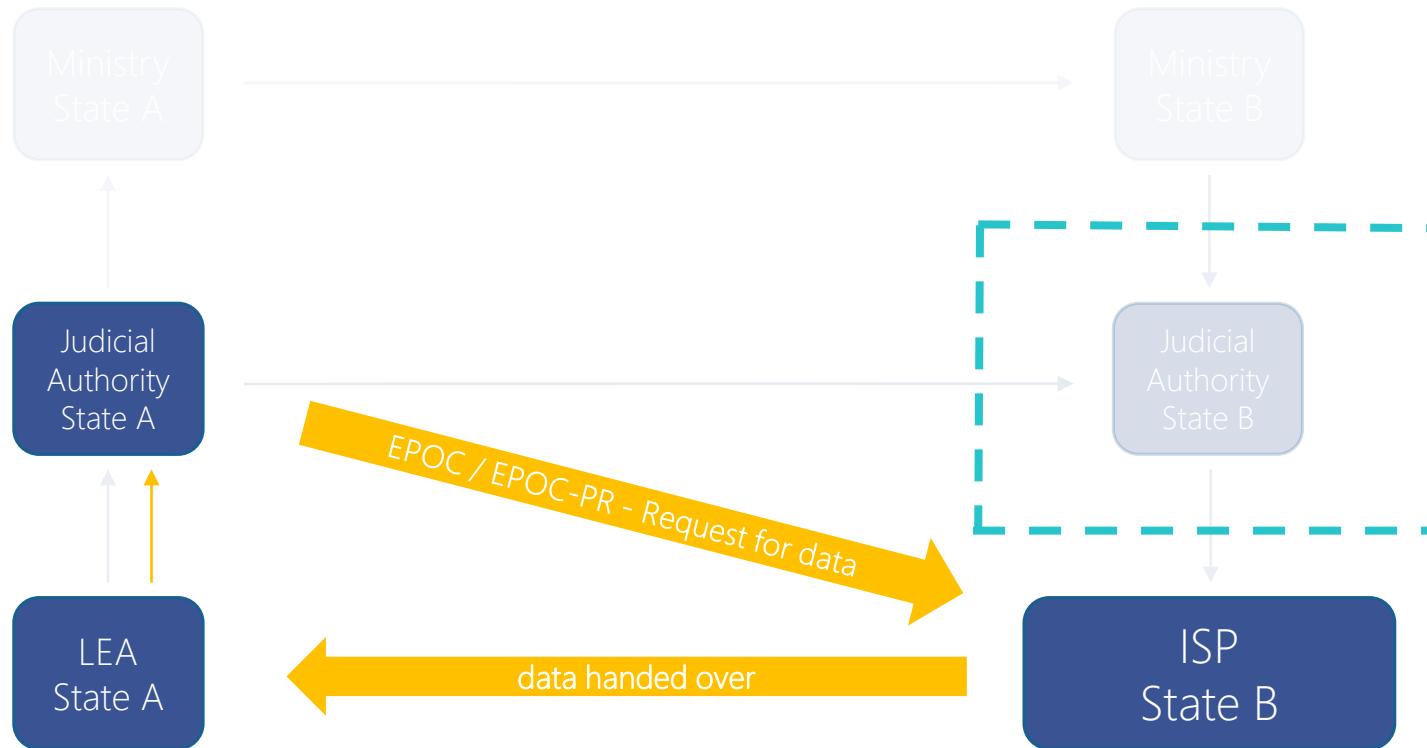 Ministry
State A
Ministry
State B
Judicial
Authority
State A
Judicial
Authority
State B
EPOC / EPOC-PR - Request for data
LEA
State A
data handed over
ISP
State B